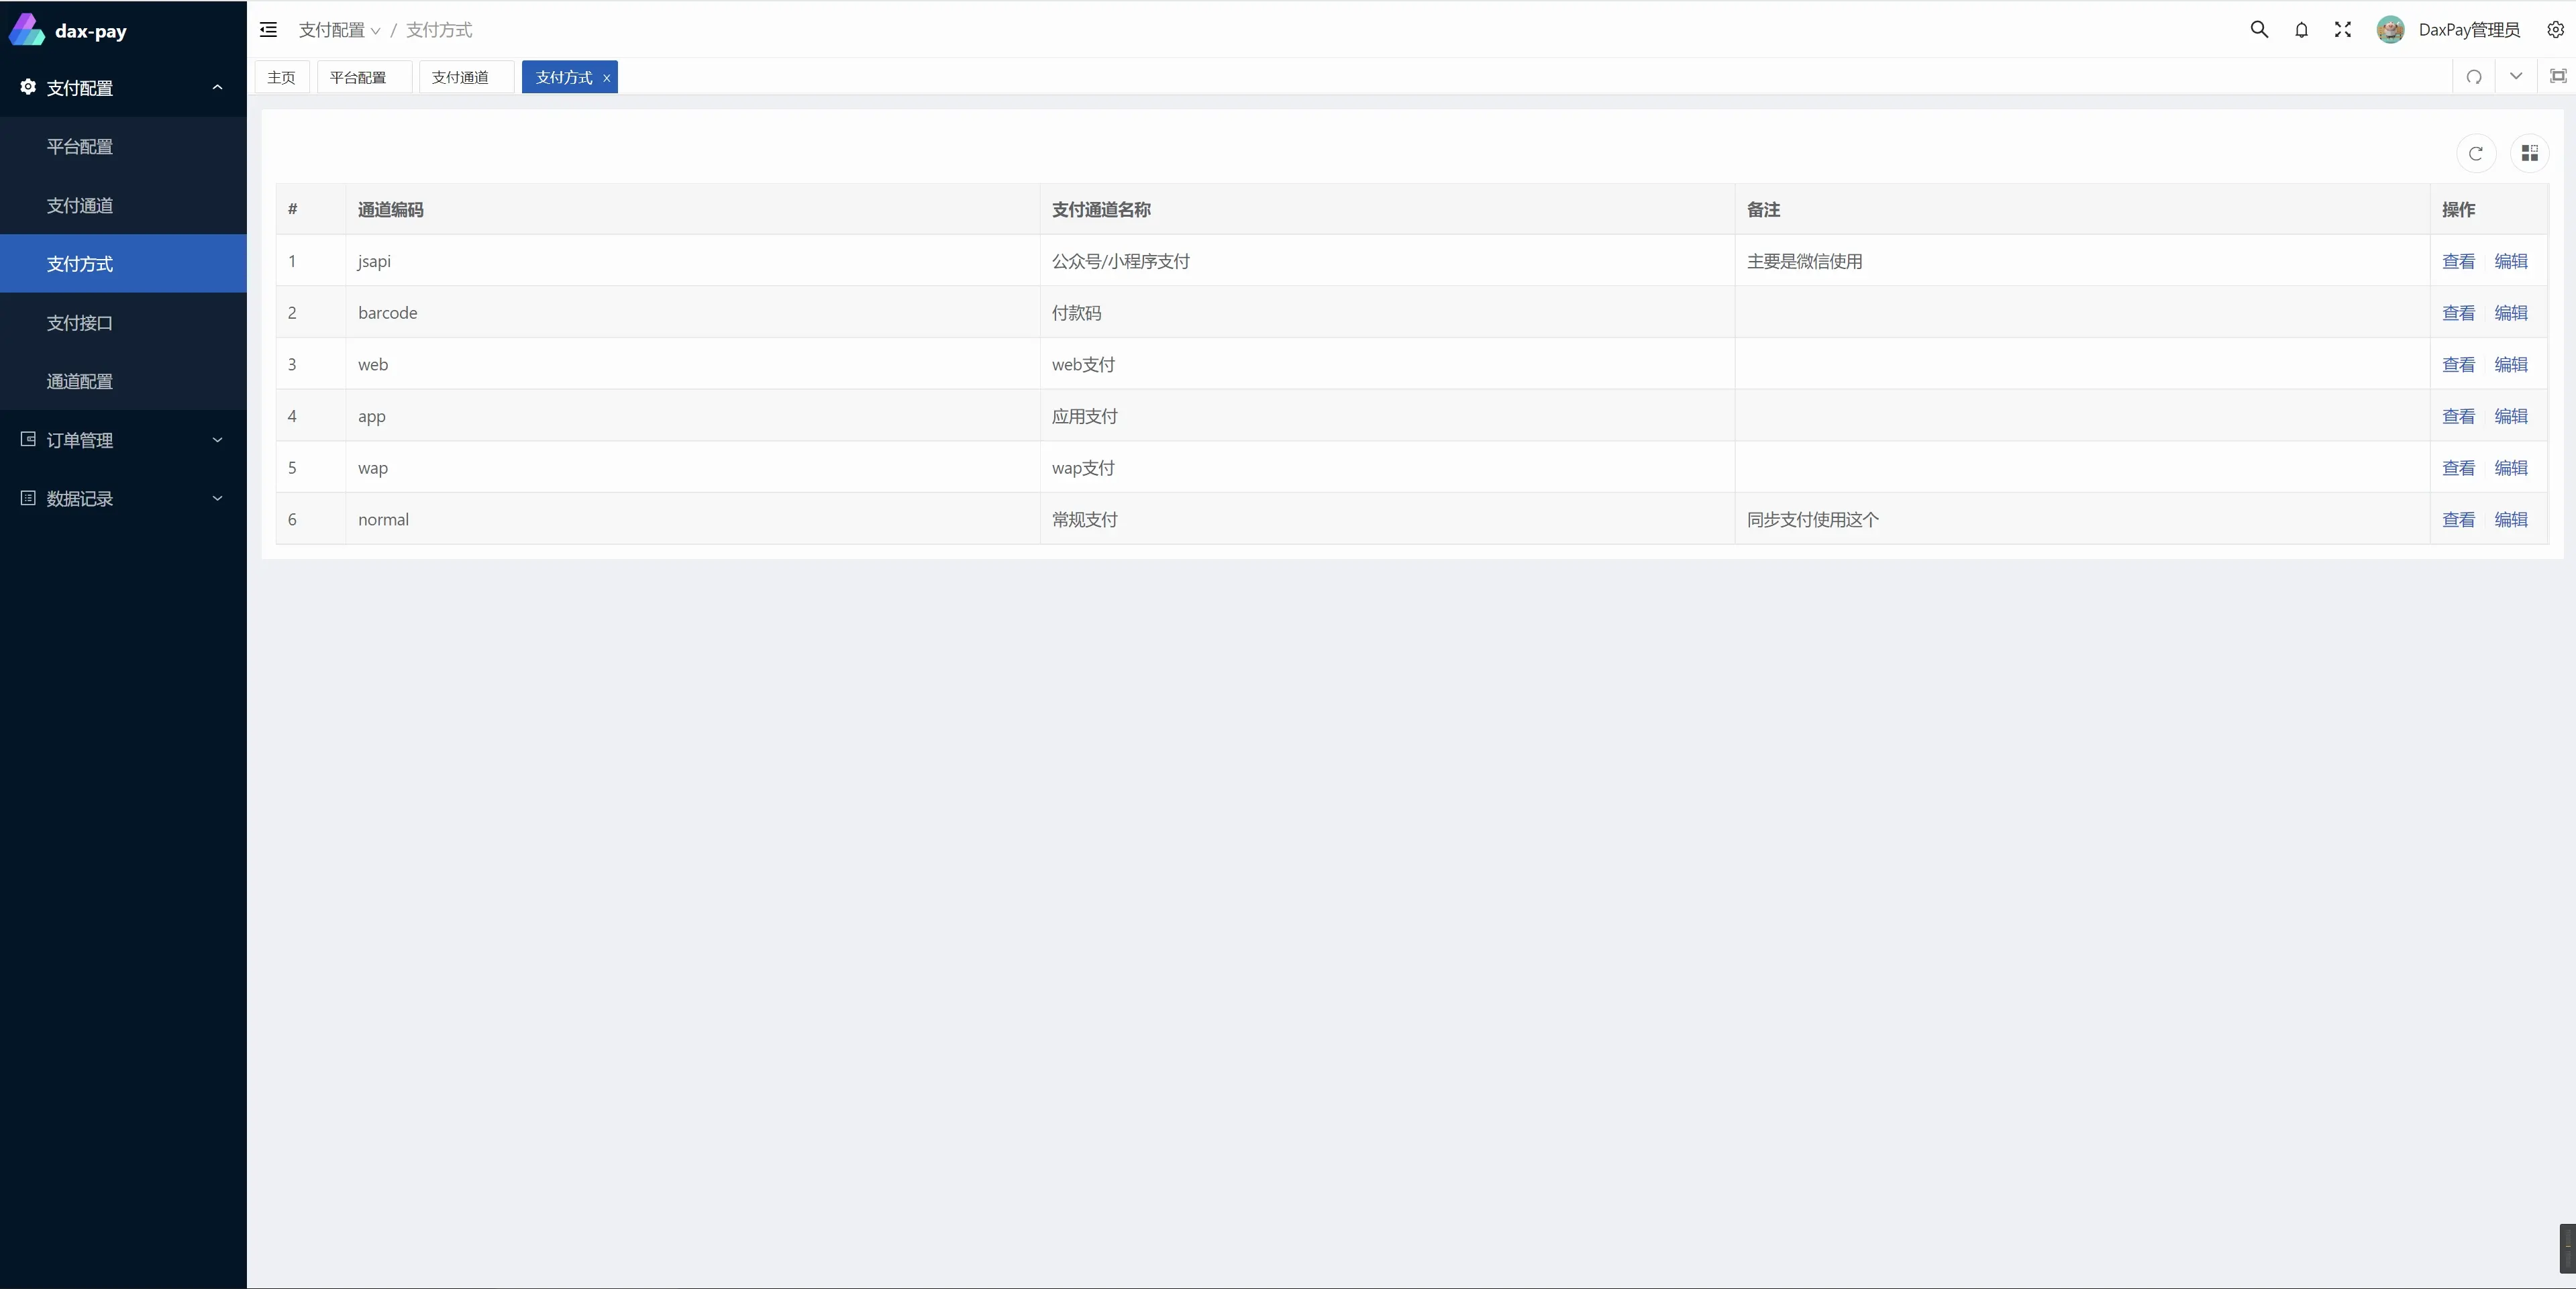 dax-pay
支付配置 / 支付方式
DaxPay管理员
主页 平台配置 支付通道 支付方式 ×
支付配置
平台配置
支付通道
支付方式
支付接口
通道配置
订单管理
数据记录
# 通道编码 支付通道名称 备注 操作
1 jsapi 公众号/小程序支付 主要是微信使用 查看 编辑
2 barcode 付款码 查看 编辑
3 web web支付 查看 编辑
4 app 应用支付 查看 编辑
5 wap wap支付 查看 编辑
6 normal 常规支付 同步支付使用这个 查看 编辑